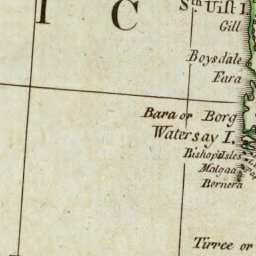 I C
Sth Uist I
Gill
Boysdale
Fara
Bara or Borg
Watersay I.
Bishops Isles
Molgaa
Bernera
Tirree or